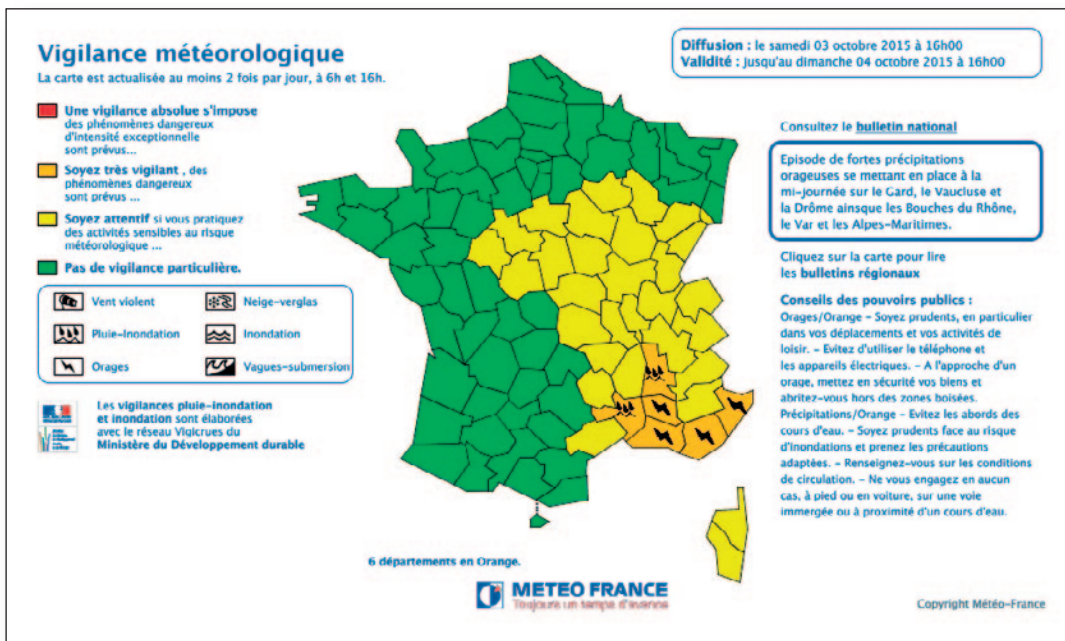 Vigilance météorologique
La carte est actualisée au moins 2 fois par jour, à 6h et 16h.
Une vigilance absolue s'impose
des phénomènes dangereux
d'intensité exceptionnelle
sont prévus...
Soyez très vigilant , des
phénomènes dangereux
sont prévus ...
Soyez attentif si vous pratiquez
des activités sensibles au risque
météorologique ...
Pas de vigilance particulière.
Vent violent
Neige-verglas
Pluie-Inondation
Inondation
Orages
Vagues-submersion
Les vigilances pluie-inondation
et inondation sont élaborées
avec le réseau Vigicrues du
Ministère du Développement durable
Diffusion : le samedi 03 octobre 2015 à 16h00
Validité : Jusqu'au dimanche 04 octobre 2015 à 16h00
Consultez le bulletin national
Episode de fortes précipitations
orageuses se mettant en place à la
mi-journée sur le Gard, le Vaucluse et
la Drôme ainsque les Bouches du Rhône,
le Var et les Alpes-Maritimes.
Cliquez sur la carte pour lire
les bulletins régionaux
Conseils des pouvoirs publics :
Orages/Orange - Soyez prudents, en particulier
dans vos déplacements et vos activités de
loisir. - Evitez d'utiliser le téléphone et
les appareils électriques. - A l'approche d'un
orage, mettez en sécurité vos biens et
abritez-vous hors des zones boisées.
Précipitations/Orange - Evitez les abords des
cours d'eau. - Soyez prudents face au risque
d'inondations et prenez les précautions
adaptées. - Renseignez-vous sur les conditions
de circulation. - Ne vous engagez en aucun
cas, à pied ou en voiture, sur une voie
immergée ou à proximité d'un cours d'eau.
6 départements en Orange.
METEO FRANCE
Toujours un temps d'avance
Copyright Météo-France